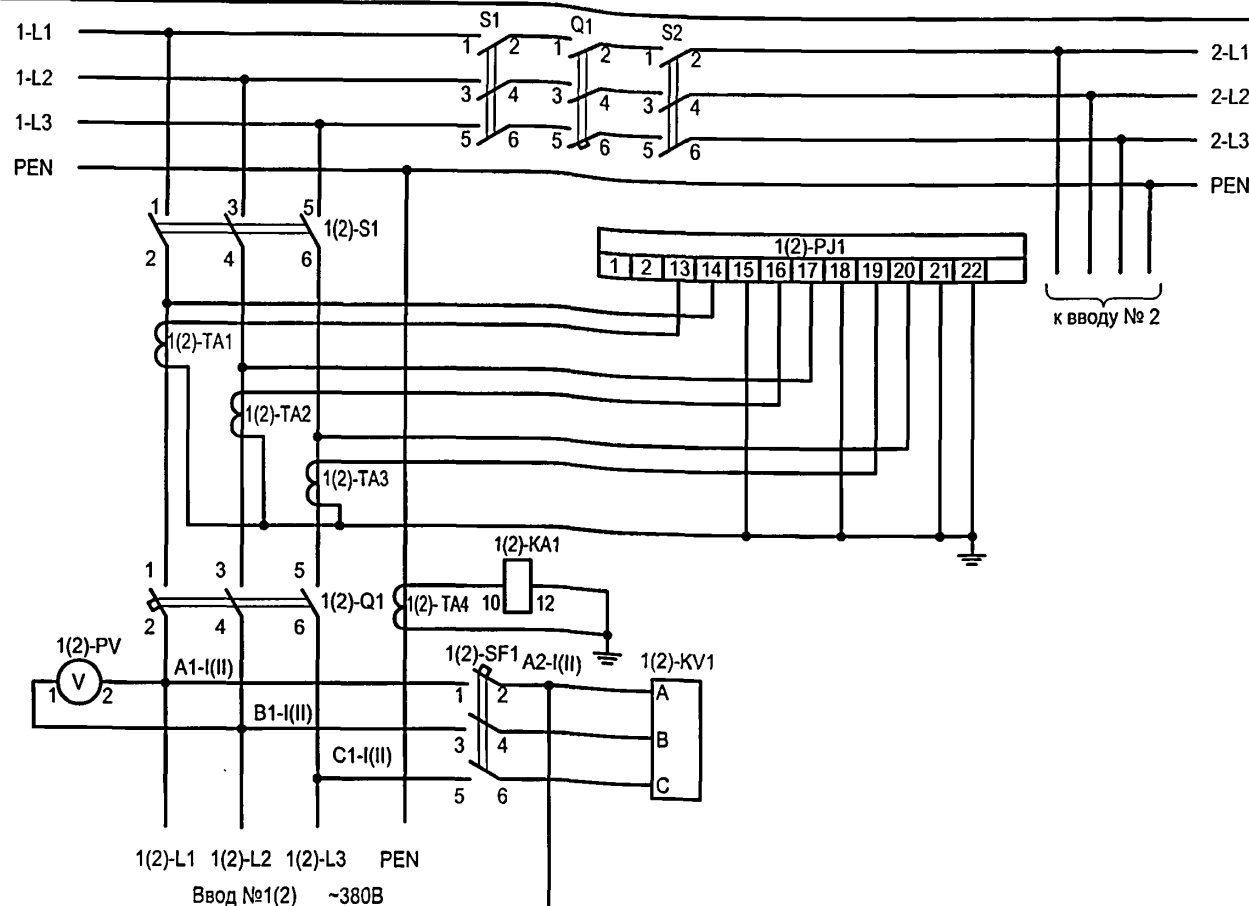 S1 Q1 S2
1-L1 1 2 1 2 1 2 2-L1
1-L2 3 4 3 4 3 4 2-L2
1-L3 5 6 5 6 5 6 2-L3
PEN PEN
1 3 5 1(2)-S1
2 4 6
1(2)-PJ1
1 2 13 14 15 16 17 18 19 20 21 22
к вводу № 2
1(2)-TA1
1(2)-TA2
1(2)-TA3
1(2)-KA1
1 3 5
1(2)-Q1 1(2)-TA4 10 12
2 4 6
1(2)-PV 1(2)-SF1 A2-I(II) 1(2)-KV1
A1-I(II)
1 V 2 1 2 A
B1-I(II)
3 4 B
C1-I(II)
5 6 C
1(2)-L1 1(2)-L2 1(2)-L3 PEN
Ввод №1(2) ~380В